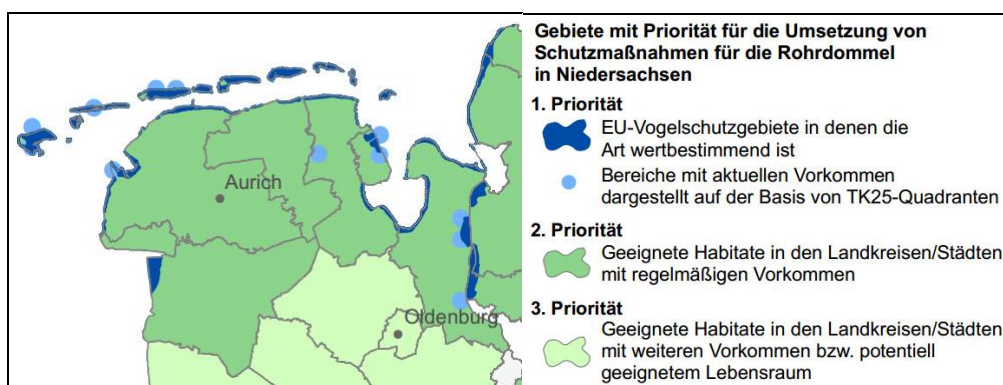 Aurich
Oldenburg
Gebiete mit Priorität für die Umsetzung von
Schutzmaßnahmen für die Rohrdommel
in Niedersachsen
1. Priorität
EU-Vogelschutzgebiete in denen die
Art wertbestimmend ist
Bereiche mit aktuellen Vorkommen
dargestellt auf der Basis von TK25-Quadranten
2. Priorität
Geeignete Habitate in den Landkreisen/Städten
mit regelmäßigen Vorkommen
3. Priorität
Geeignete Habitate in den Landkreisen/Städten
mit weiteren Vorkommen bzw. potentiell
geeignetem Lebensraum